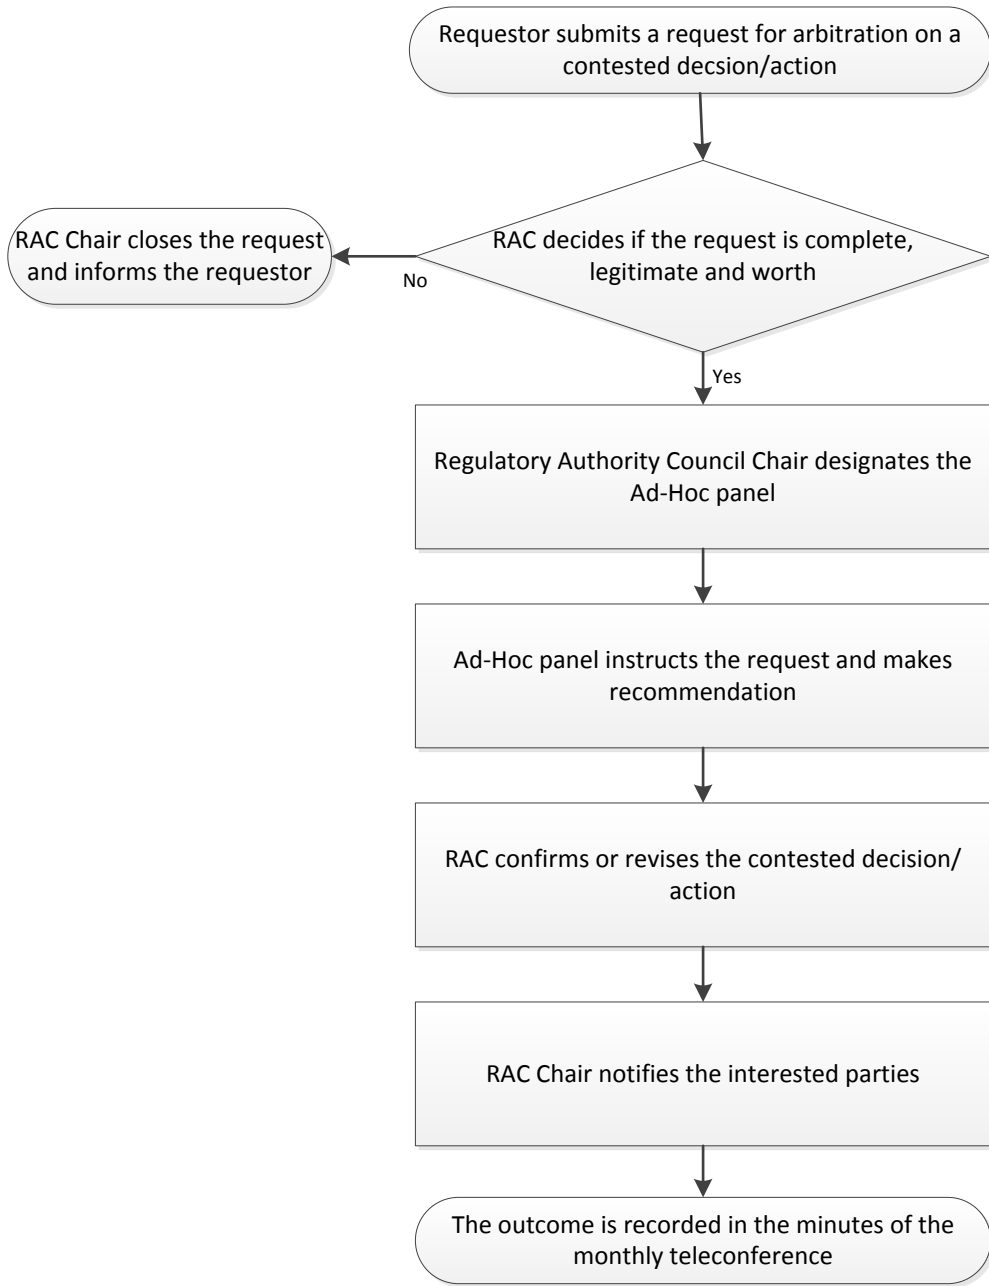 Requestor submits a request for arbitration on a
contested decsion/action
RAC decides if the request is complete,
legitimate and worth
No
RAC Chair closes the request
and informs the requestor
Yes
Regulatory Authority Council Chair designates the
Ad-Hoc panel
Ad-Hoc panel instructs the request and makes
recommendation
RAC confirms or revises the contested decision/
action
RAC Chair notifies the interested parties
The outcome is recorded in the minutes of the
monthly teleconference